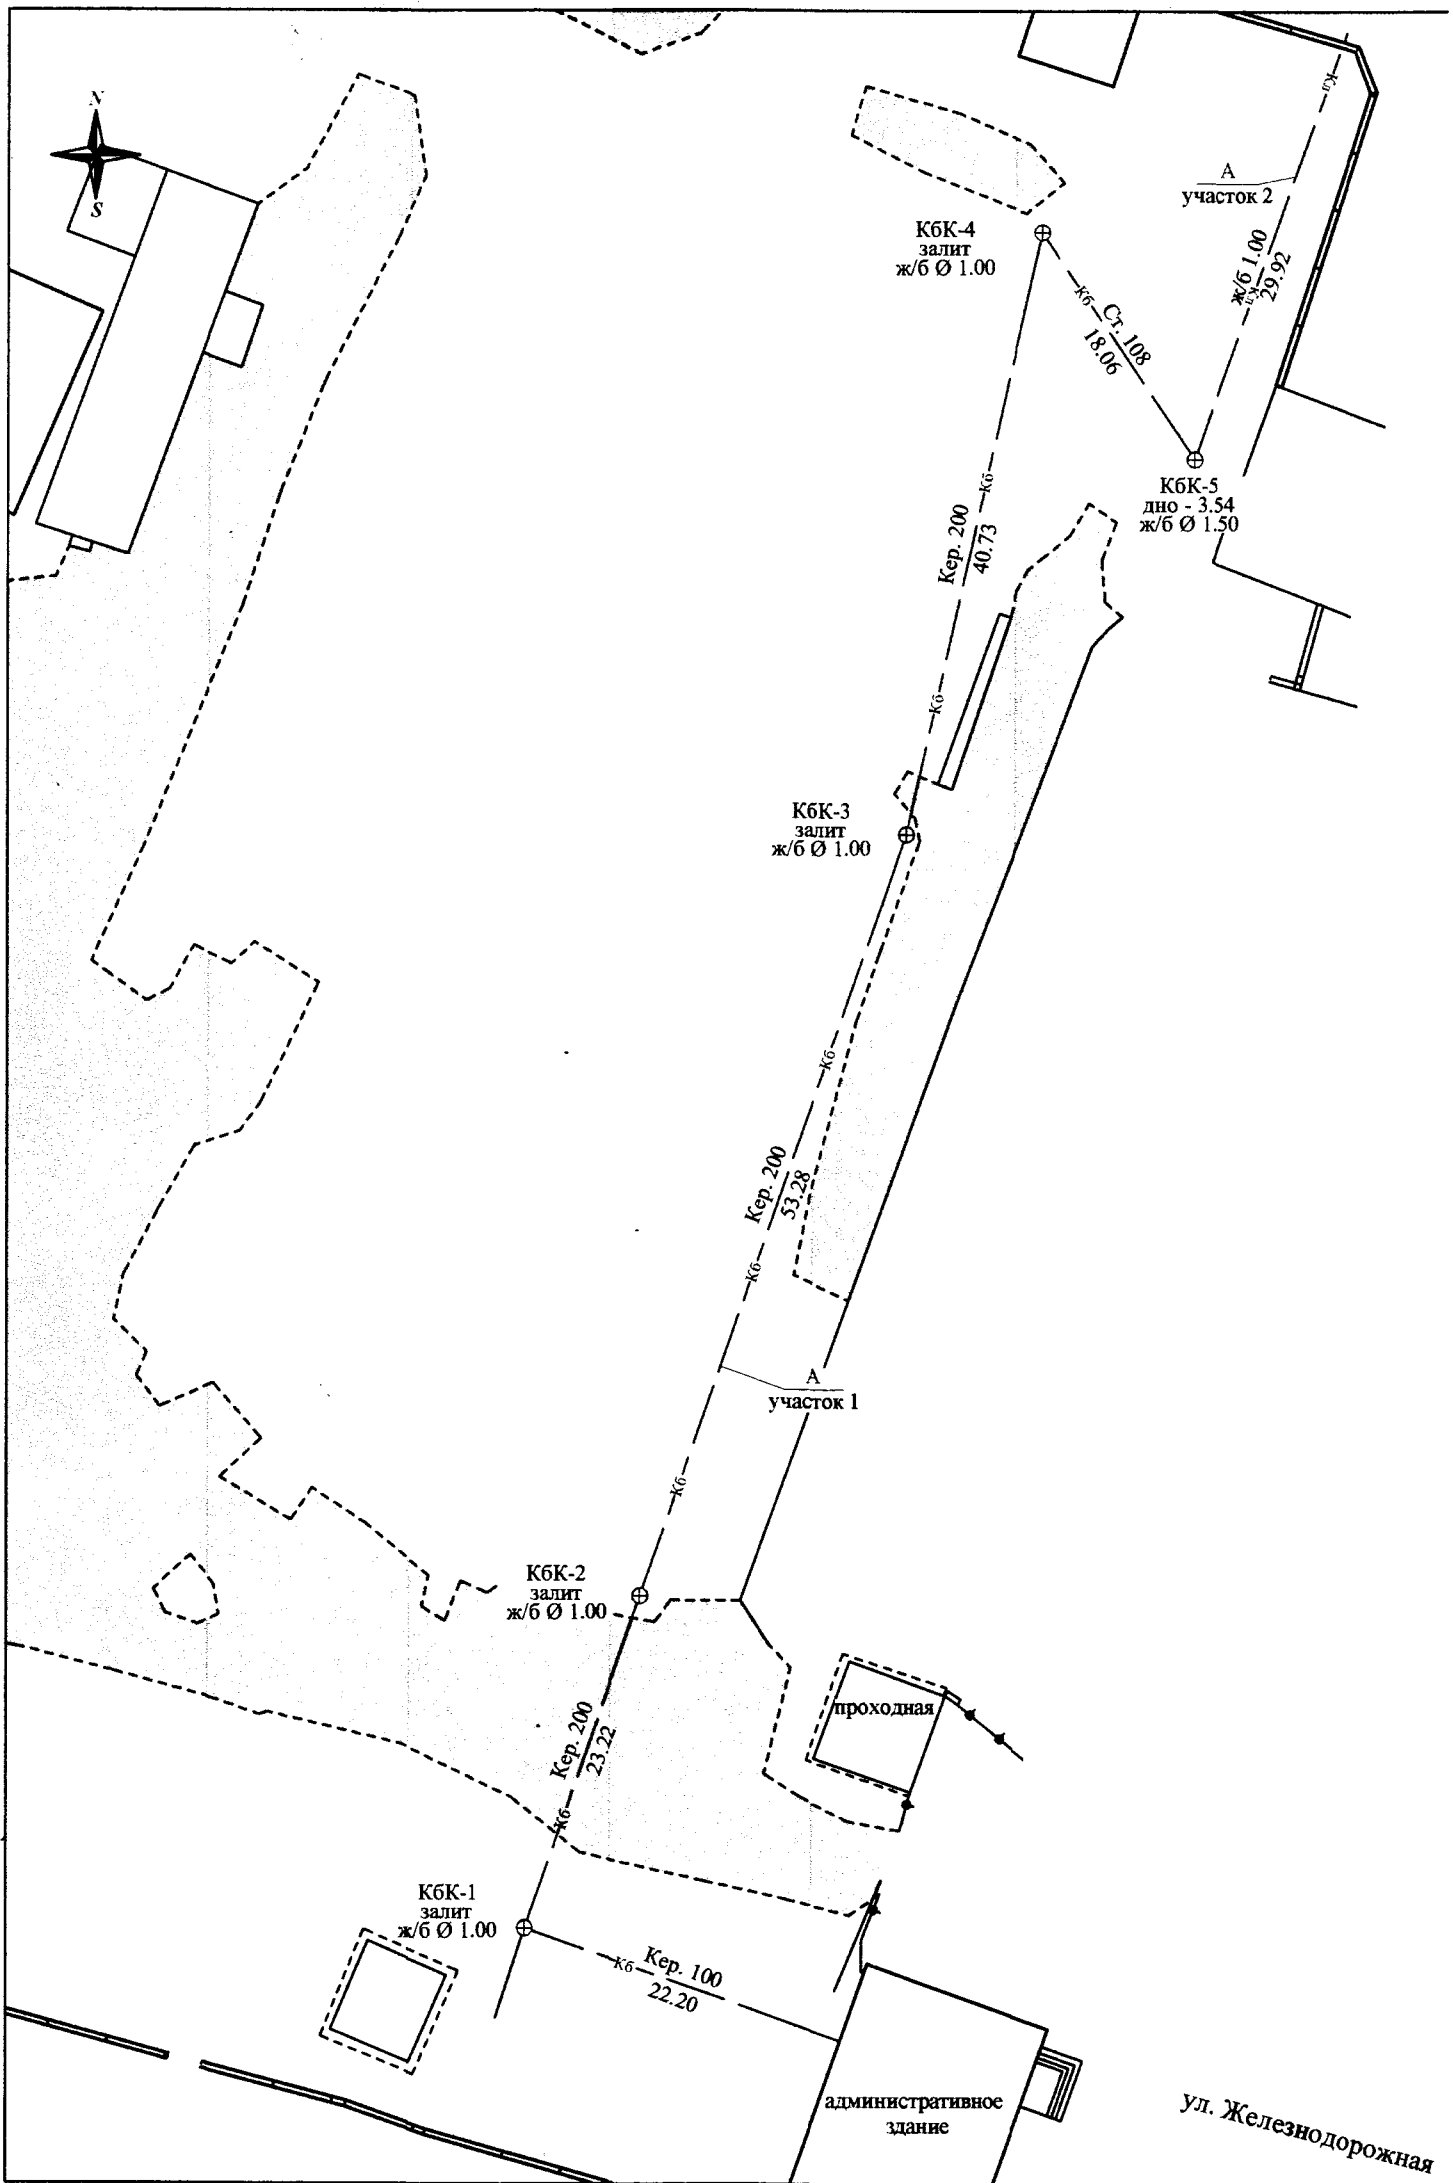 N
S
А
участок 2
Кл
КбК-4
залит
ж/б Ø 1.00
ж/б 1.00
29.92
Кл
Кб
Ст. 108
18.06
КбК-5
дно - 3.54
ж/б Ø 1.50
Кб
Кер. 200
40.73
Кб
КбК-3
залит
ж/б Ø 1.00
Кб
Кер. 200
53.28
Кб
А
участок 1
Кб
КбК-2
залит
ж/б Ø 1.00
проходная
Кер. 200
23.22
Кб
КбК-1
залит
ж/б Ø 1.00
Кб
Кер. 100
22.20
административное
здание
ул. Железнодорожная